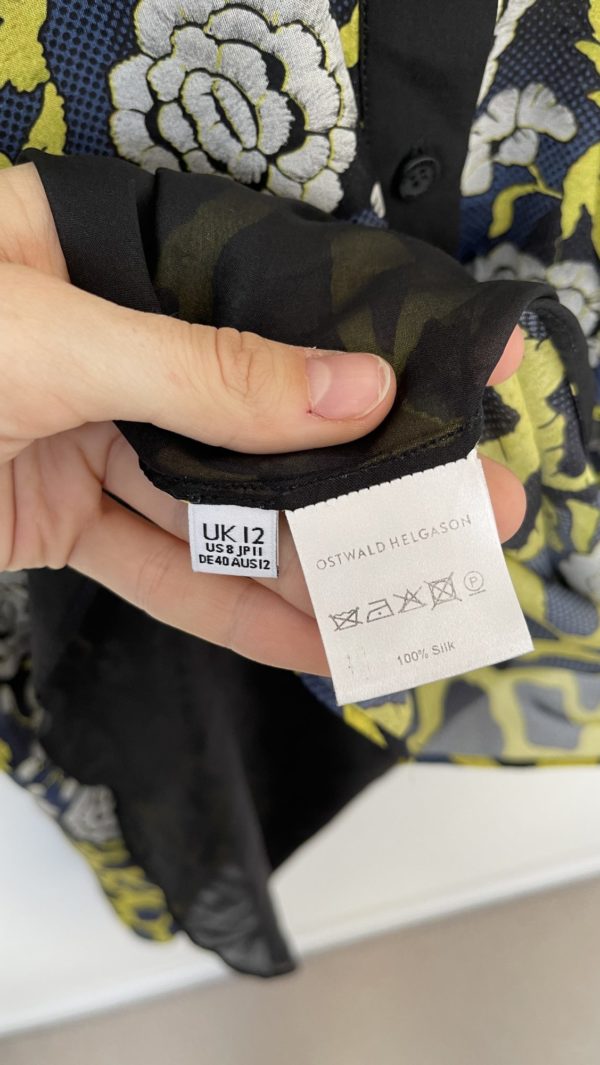 UK 12
US 8 JP 11
DE 40 AUS 12
OSTWALD HELGASON
P
100% Silk